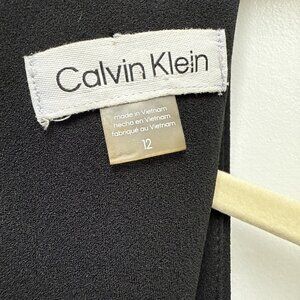 Calvin Klein
made in Vietnam
hecho en Vietnam
fabriqué au Vietnam
12